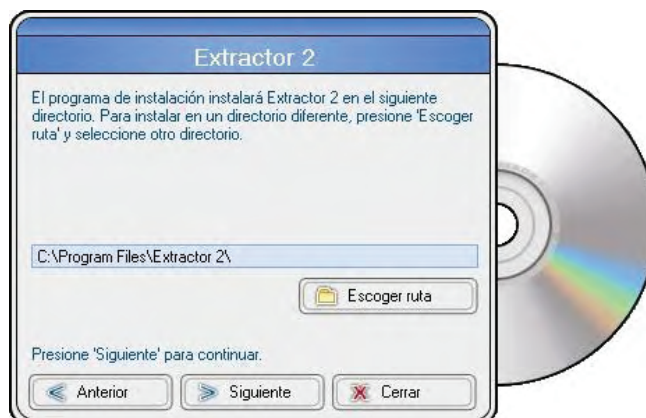 Extractor 2
El programa de instalación instalará Extractor 2 en el siguiente
directorio. Para instalar en un directorio diferente, presione 'Escoger
ruta' y seleccione otro directorio.
C:\Program Files\Extractor 2\
Escoger ruta
Presione 'Siguiente' para continuar.
Anterior Siguiente Cerrar